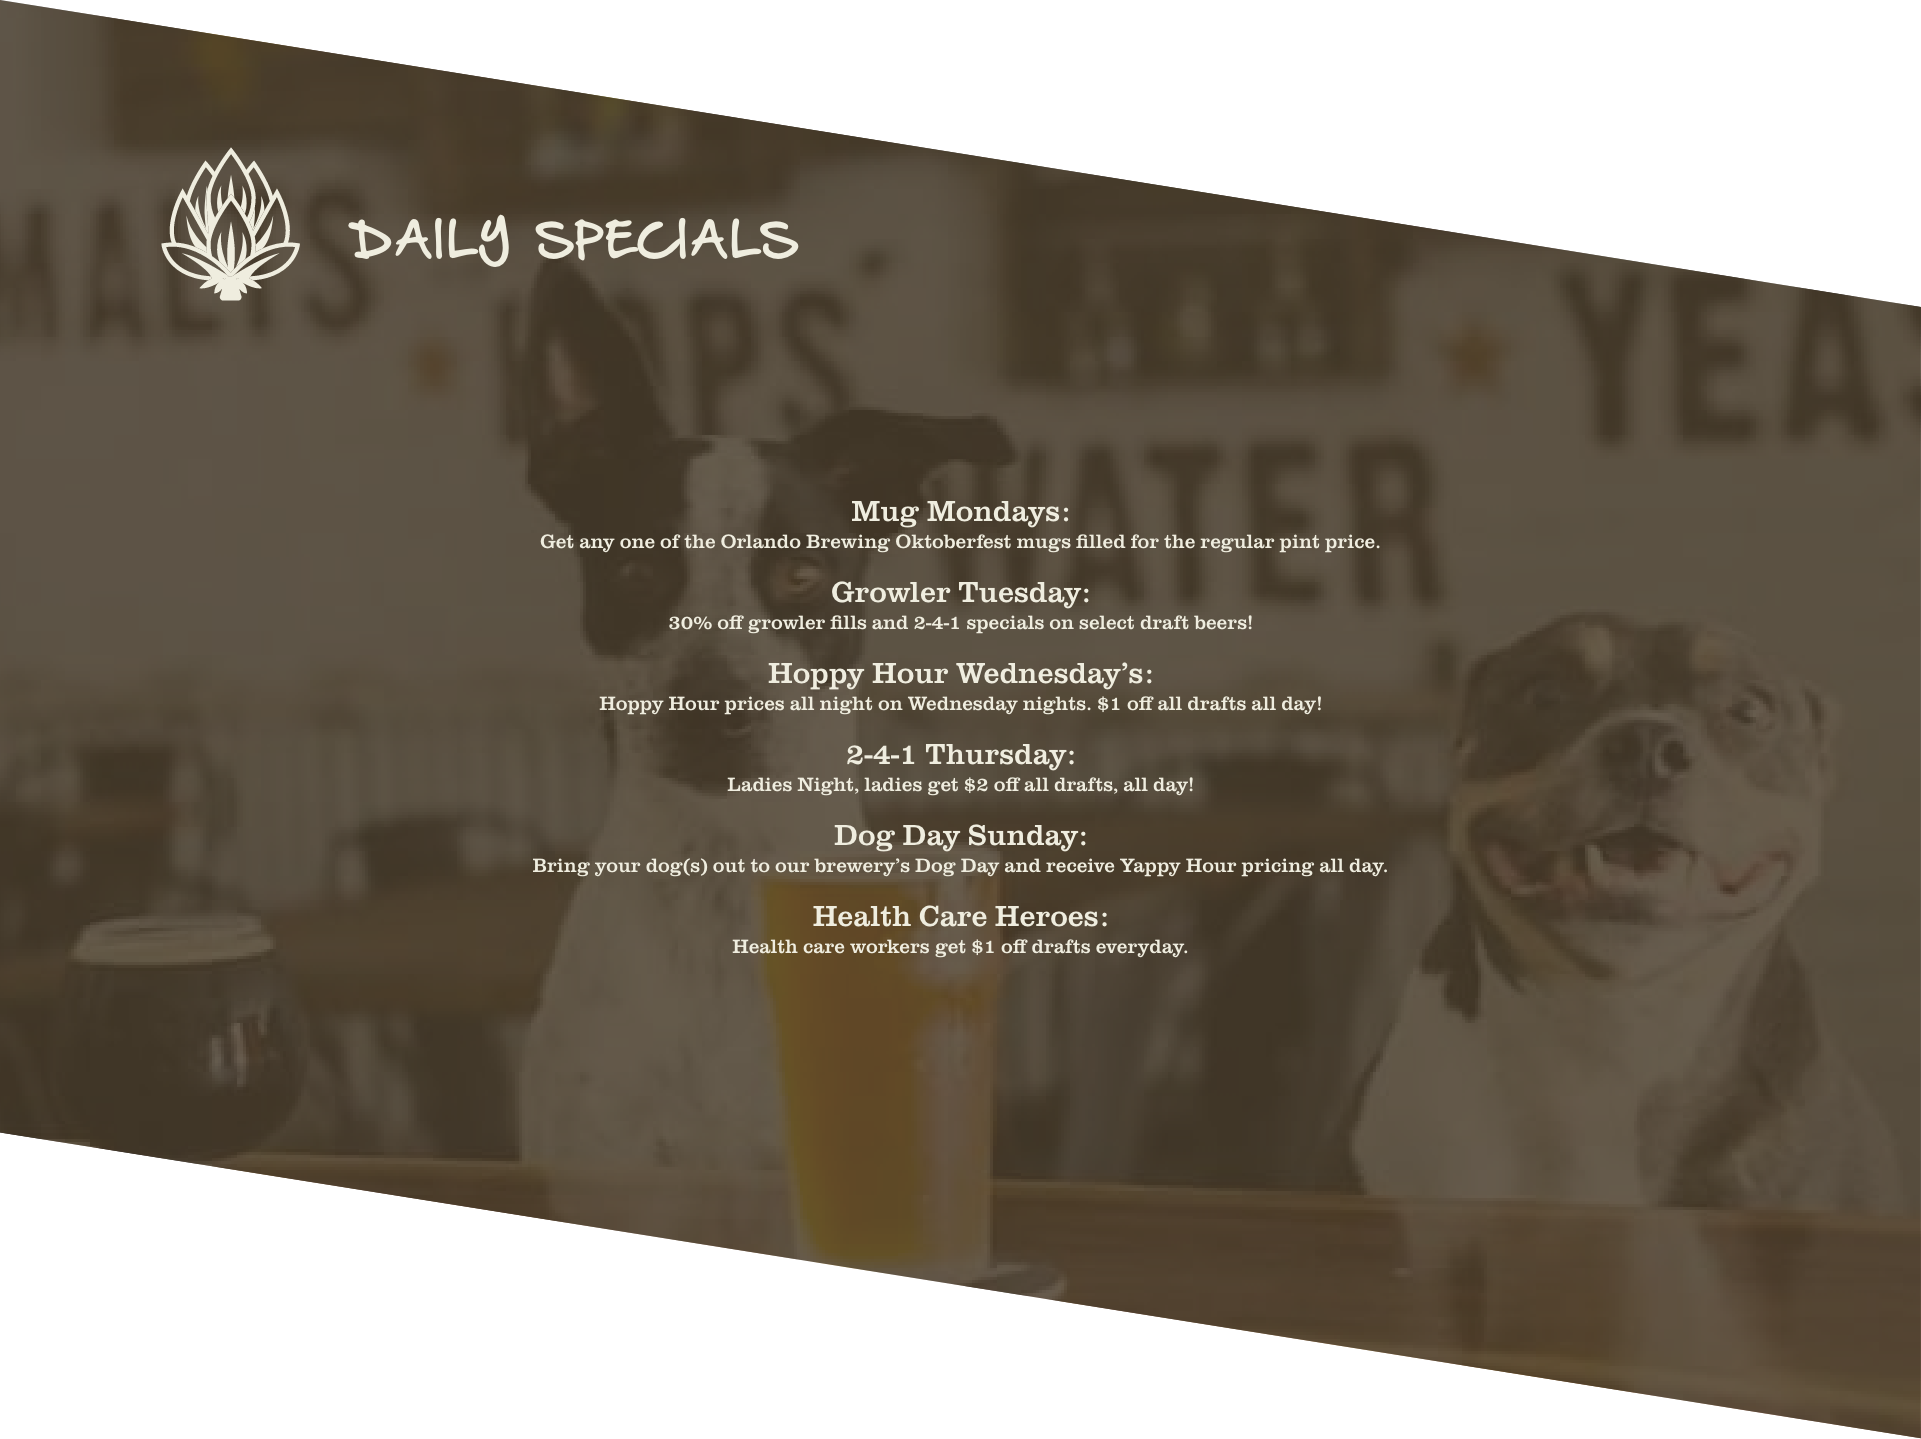 MALTS
DAILY SPECIALS
HOPS
YEAS
WATER
Mug Mondays:
Get any one of the Orlando Brewing Oktoberfest mugs filled for the regular pint price.
Growler Tuesday:
30% off growler fills and 2-4-1 specials on select draft beers!
Hoppy Hour Wednesday’s:
Hoppy Hour prices all night on Wednesday nights. $1 off all drafts all day!
2-4-1 Thursday:
Ladies Night, ladies get $2 off all drafts, all day!
Dog Day Sunday:
Bring your dog(s) out to our brewery’s Dog Day and receive Yappy Hour pricing all day.
Health Care Heroes:
Health care workers get $1 off drafts everyday.